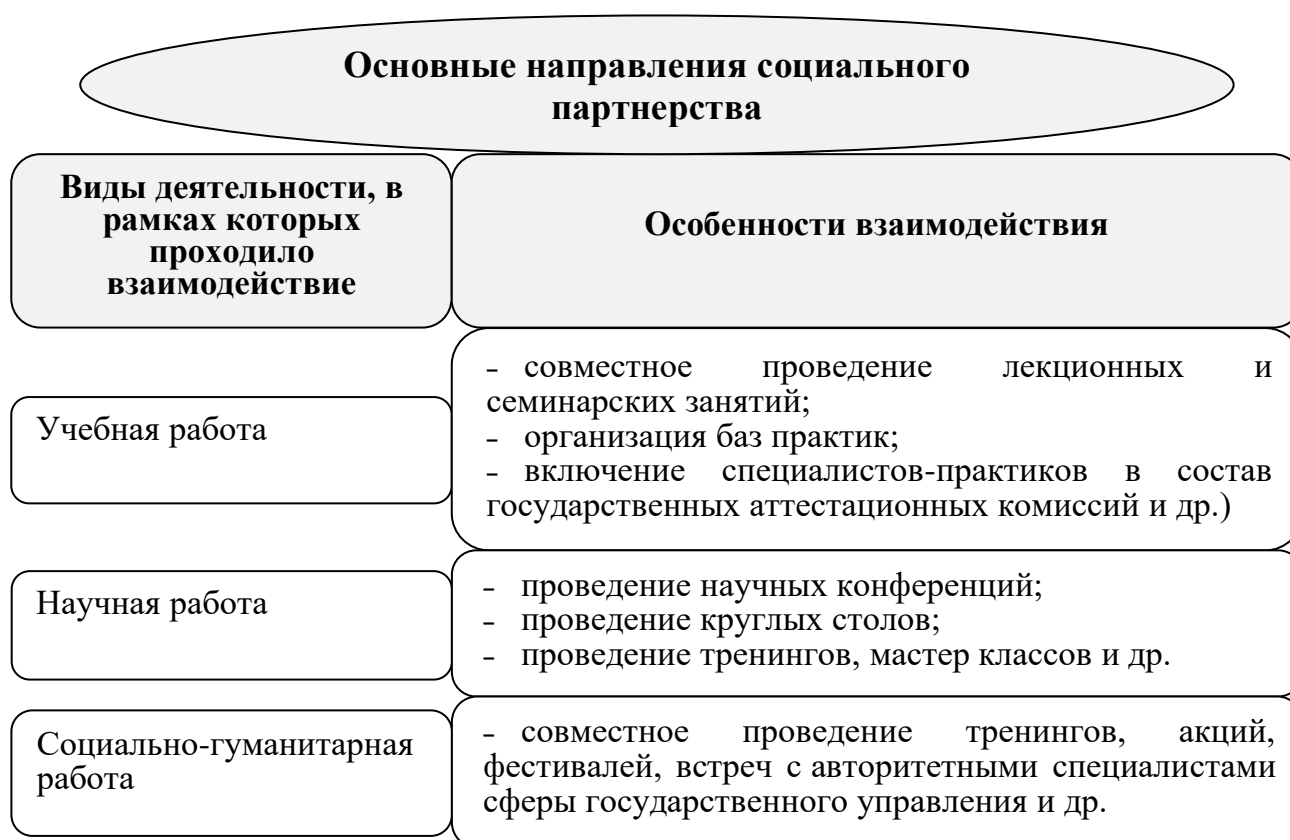 Основные направления социального
партнерства
Виды деятельности, в
рамках которых
проходило
взаимодействие
Особенности взаимодействия
Учебная работа
- совместное проведение лекционных и
семинарских занятий;
- организация баз практик;
- включение специалистов-практиков в состав
государственных аттестационных комиссий и др.)
Научная работа
- проведение научных конференций;
- проведение круглых столов;
- проведение тренингов, мастер классов и др.
Социально-гуманитарная
работа
- совместное проведение тренингов, акций,
фестивалей, встреч с авторитетными специалистами
сферы государственного управления и др.